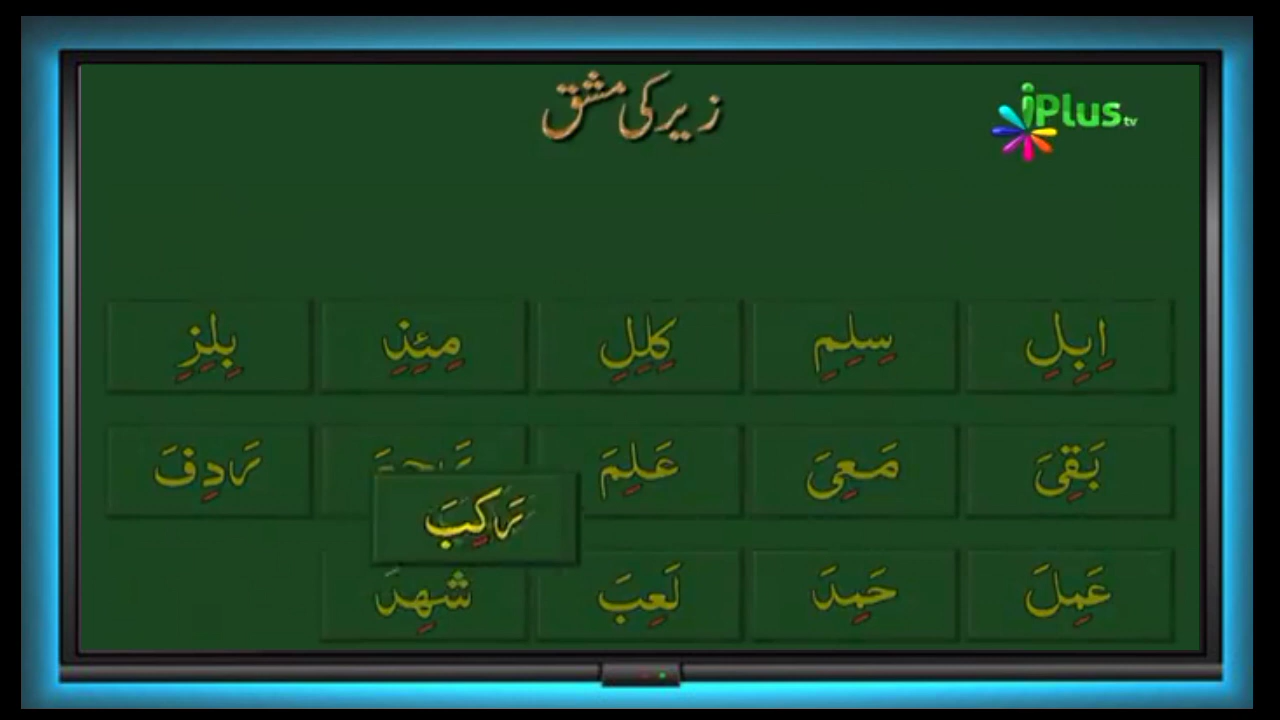 زیر کی مشق
iPlus tv
اِبِلِ سِلِمِ كِلِلِ مِئِذِ بِلِزِ
بَقِىَ مَعِىَ عَلِمَ رَدِفَ
رَكِبَ
عَمِلَ حَمِدَ لَعِبَ شَهِدَ